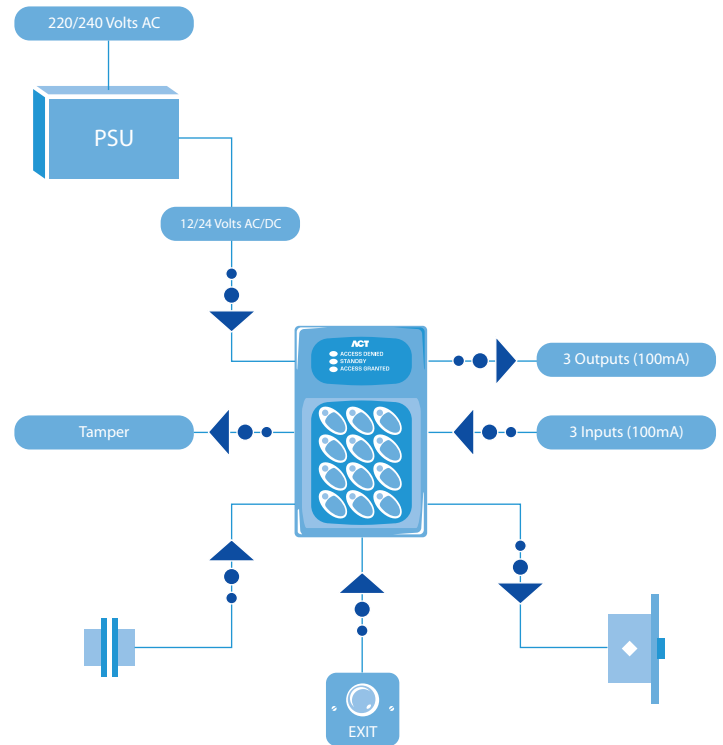 220/240 Volts AC
PSU
12/24 Volts AC/DC
ACT
ACCESS DENIED
STANDBY
ACCESS GRANTED
3 Outputs (100mA)
Tamper
3 Inputs (100mA)
EXIT